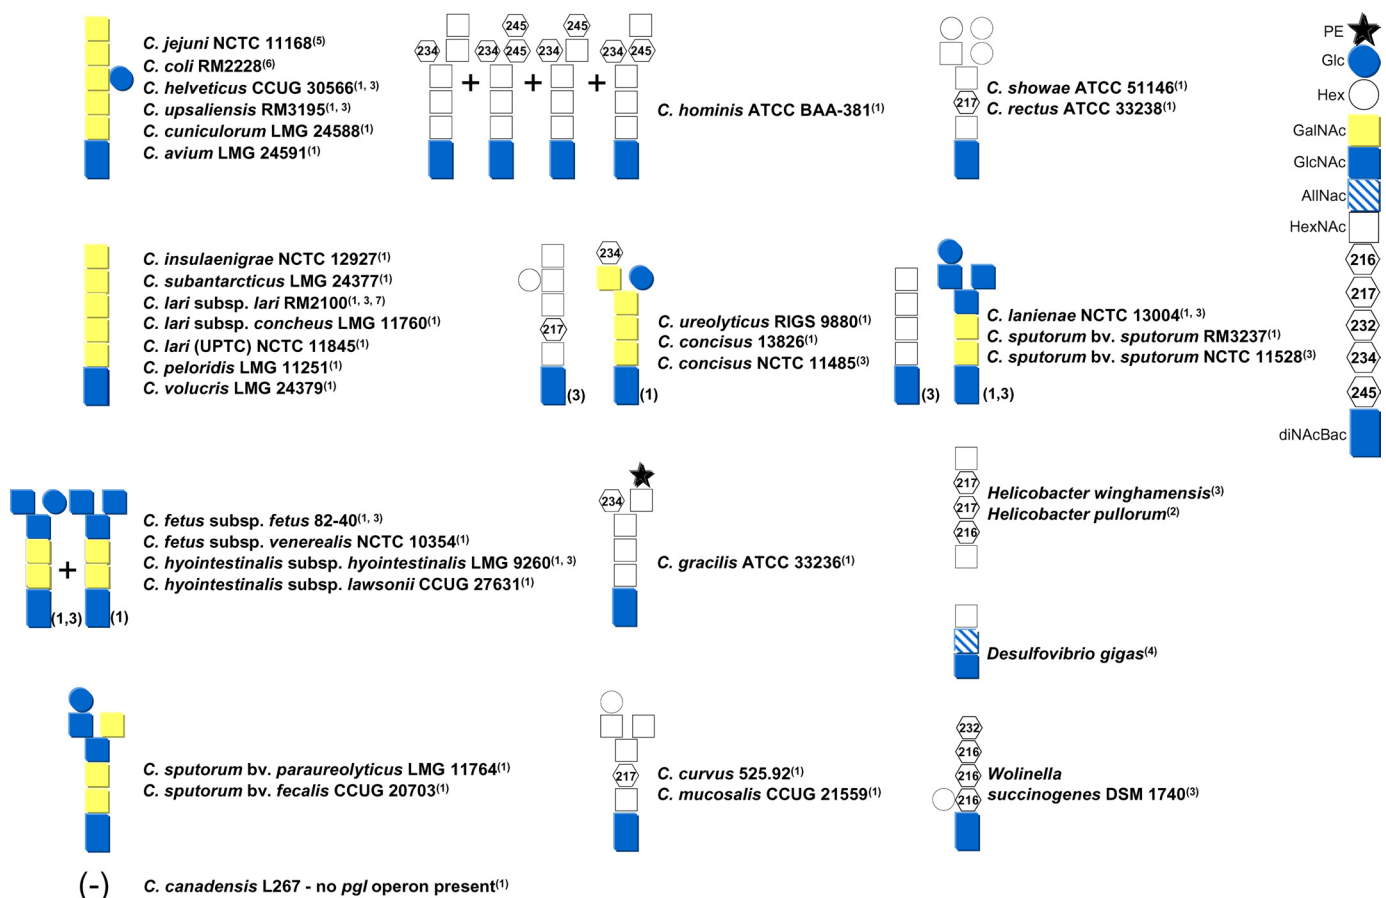 C. jejuni NCTC 11168(5)
C. coli RM2228(6)
C. helveticus CCUG 30566(1, 3)
C. upsaliensis RM3195(1, 3)
C. cuniculorum LMG 24588(1)
C. avium LMG 24591(1)
245 245
234 234 245 234 234 245
+ + +
C. hominis ATCC BAA-381(1)
217
C. showae ATCC 51146(1)
C. rectus ATCC 33238(1)
C. insulaenigrae NCTC 12927(1)
C. subantarcticus LMG 24377(1)
C. lari subsp. lari RM2100(1, 3, 7)
C. lari subsp. concheus LMG 11760(1)
C. lari (UPTC) NCTC 11845(1)
C. peloridis LMG 11251(1)
C. volucris LMG 24379(1)
234
217
(3) (1)
C. ureolyticus RIGS 9880(1)
C. concisus 13826(1)
C. concisus NCTC 11485(3)
(3) (1,3)
C. lanienae NCTC 13004(1, 3)
C. sputorum bv. sputorum RM3237(1)
C. sputorum bv. sputorum NCTC 11528(3)
+
(1,3) (1)
C. fetus subsp. fetus 82-40(1, 3)
C. fetus subsp. venerealis NCTC 10354(1)
C. hyointestinalis subsp. hyointestinalis LMG 9260(1, 3)
C. hyointestinalis subsp. lawsonii CCUG 27631(1)
234
C. gracilis ATCC 33236(1)
217
217
216
Helicobacter winghamensis(3)
Helicobacter pullorum(2)
Desulfovibrio gigas(4)
C. sputorum bv. paraureolyticus LMG 11764(1)
C. sputorum bv. fecalis CCUG 20703(1)
217
C. curvus 525.92(1)
C. mucosalis CCUG 21559(1)
232
216
216
216
Wolinella
succinogenes DSM 1740(3)
(-) C. canadensis L267 - no pgl operon present(1)
PE
Glc
Hex
GalNAc
GlcNAc
AllNac
HexNAc
216
217
232
234
245
diNAcBac